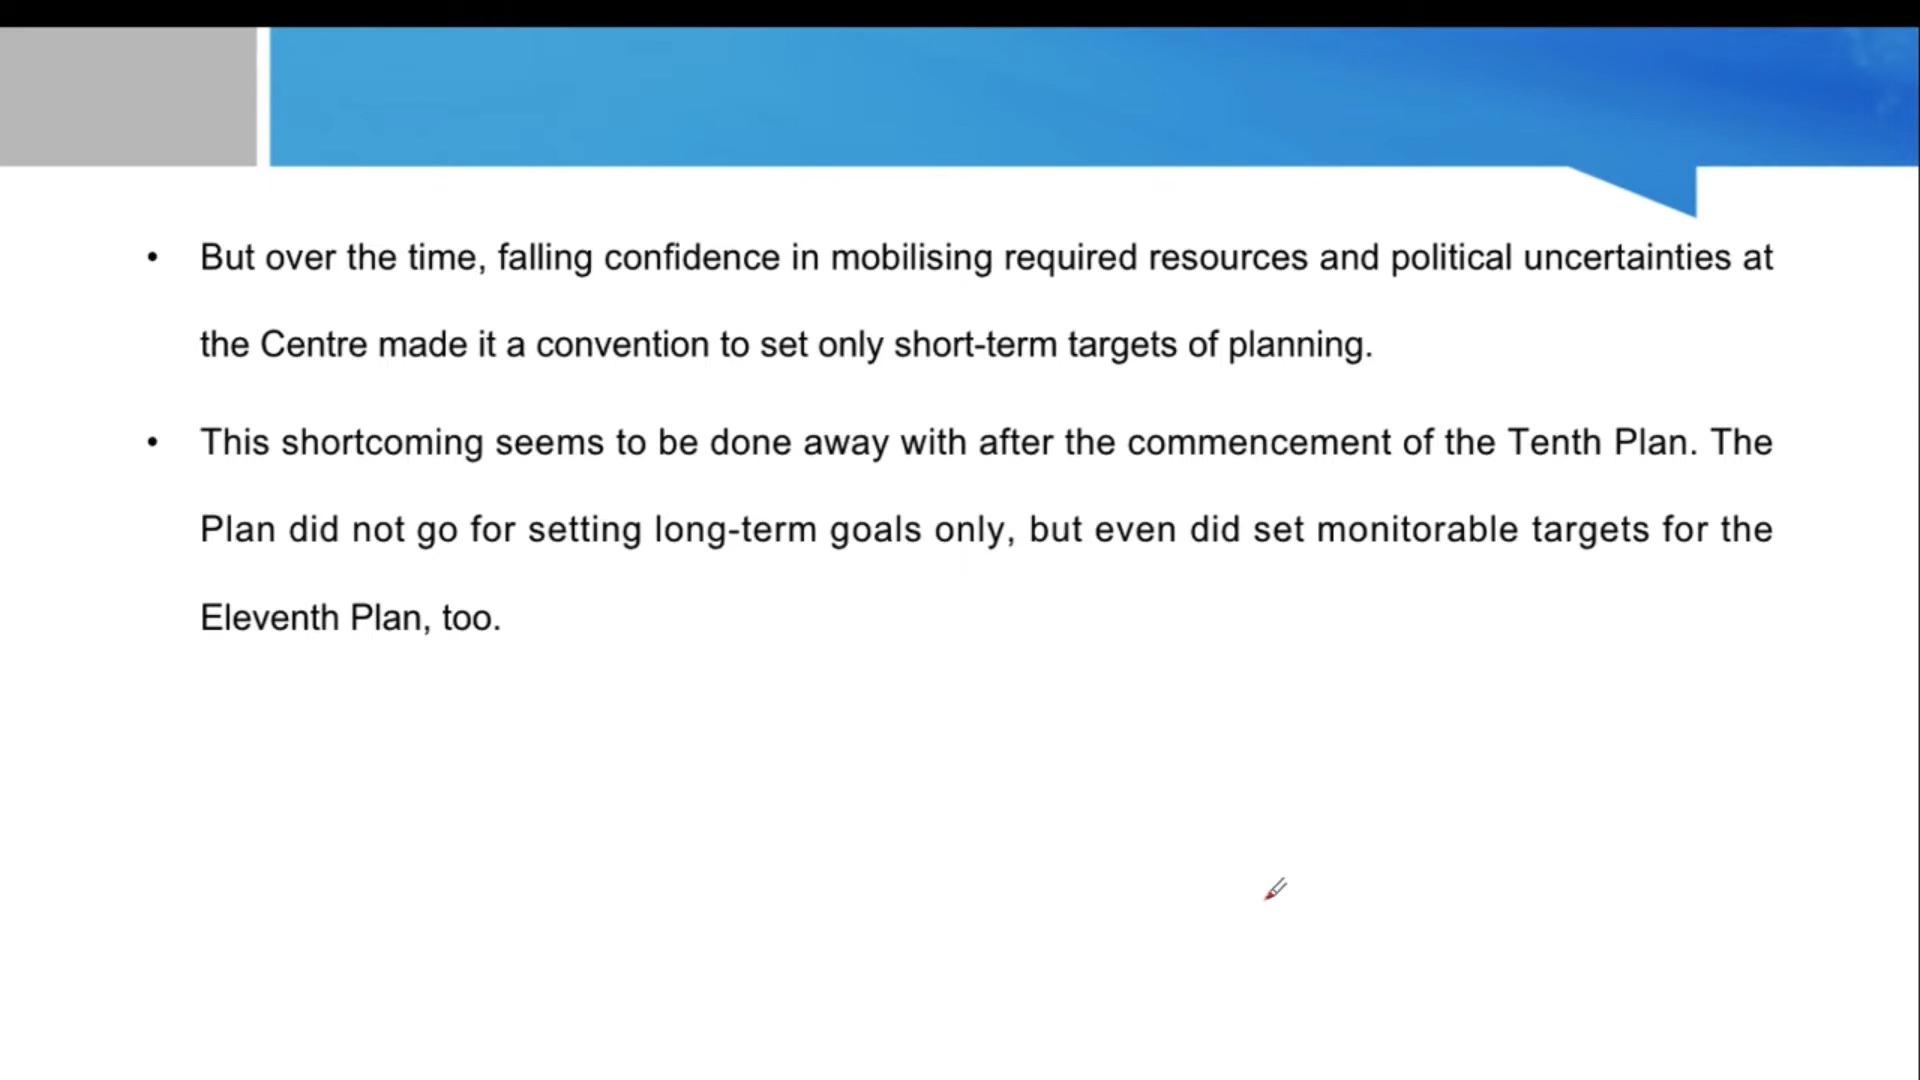 • But over the time, falling confidence in mobilising required resources and political uncertainties at
the Centre made it a convention to set only short-term targets of planning.
• This shortcoming seems to be done away with after the commencement of the Tenth Plan. The
Plan did not go for setting long-term goals only, but even did set monitorable targets for the
Eleventh Plan, too.